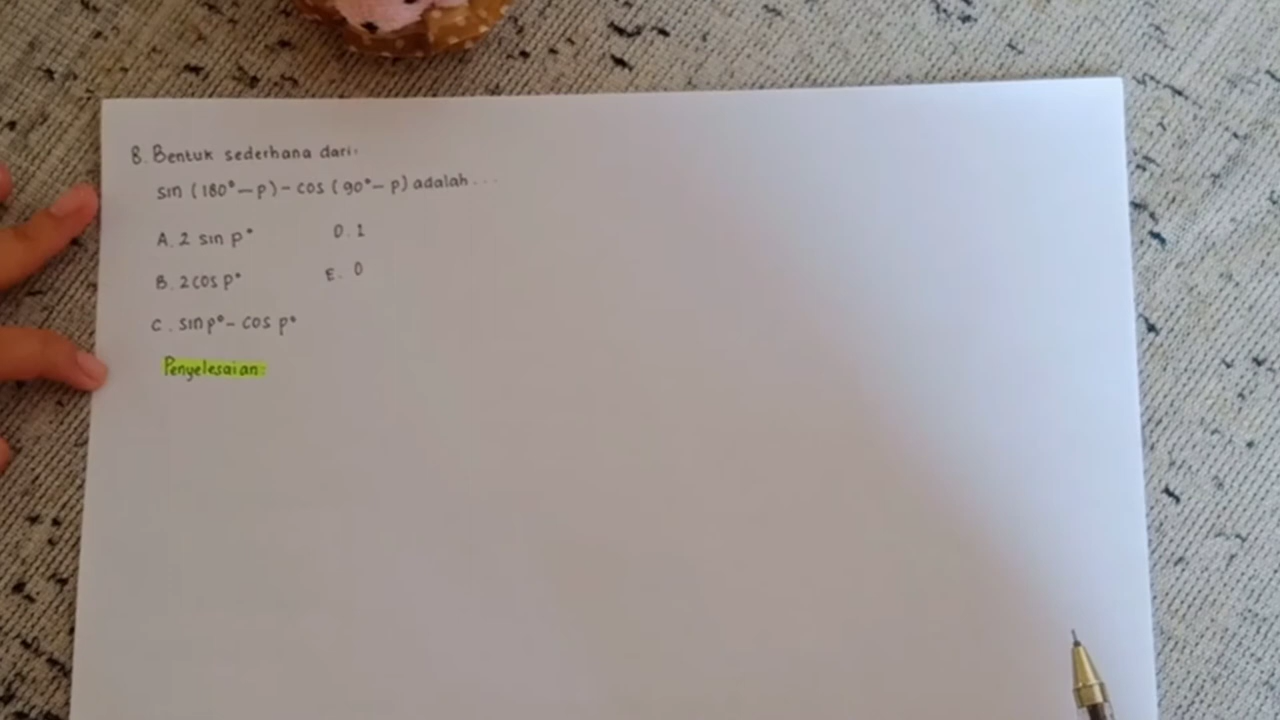 8. Bentuk sederhana dari:
sin (180° - p) - cos (90° - p) adalah ...
A. 2 sin p°
D. 1
B. 2 cos p°
E. 0
C. sin p° - cos p°
Penyelesaian: